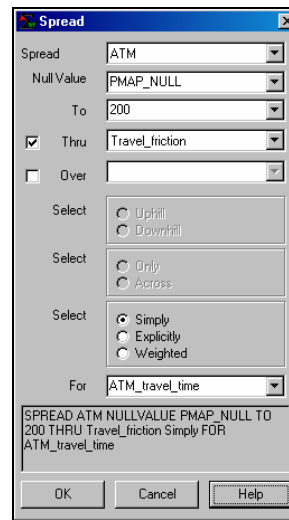 Spread
Spread ATM
Null Value PMAP_NULL
To 200
Thru Travel_friction
Over
Select Uphill
Downhill
Select Only
Across
Select Simply
Explicitly
Weighted
For ATM_travel_time
SPREAD ATM NULLVALUE PMAP_NULL TO
200 THRU Travel_friction Simply FOR
ATM_travel_time
OK Cancel Help